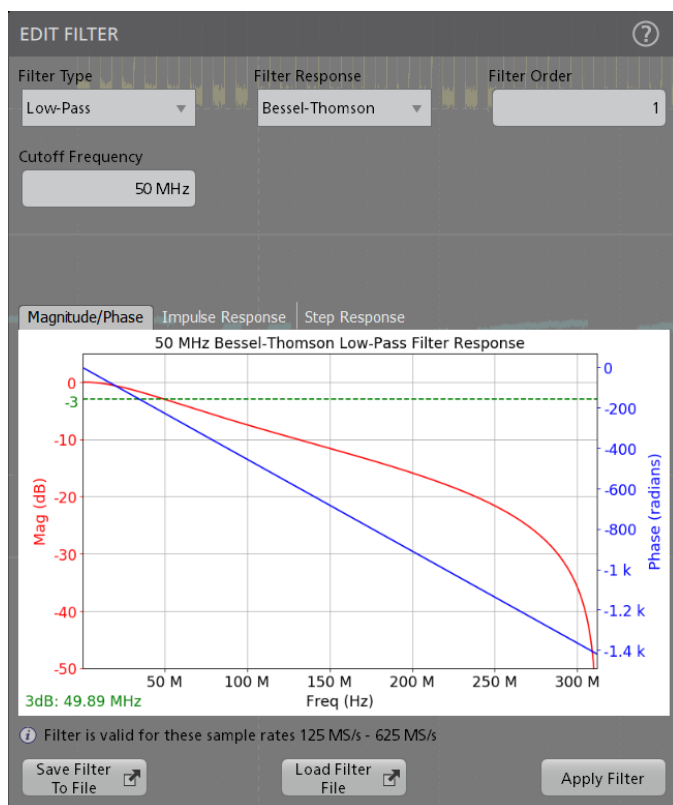 EDIT FILTER
?
Filter Type
Filter Response
Filter Order
Low-Pass
Bessel-Thomson
1
Cutoff Frequency
50 MHz
Magnitude/Phase
Impulse Response
Step Response
50 MHz Bessel-Thomson Low-Pass Filter Response
0
-3
-10
-20
-30
-40
-50
Mag (dB)
0
-200
-400
-600
-800
-1 k
-1.2 k
-1.4 k
Phase (radians)
50 M
100 M
150 M
200 M
250 M
300 M
3dB: 49.89 MHz
Freq (Hz)
i
Filter is valid for these sample rates 125 MS/s - 625 MS/s
Save Filter
To File
Load Filter
File
Apply Filter